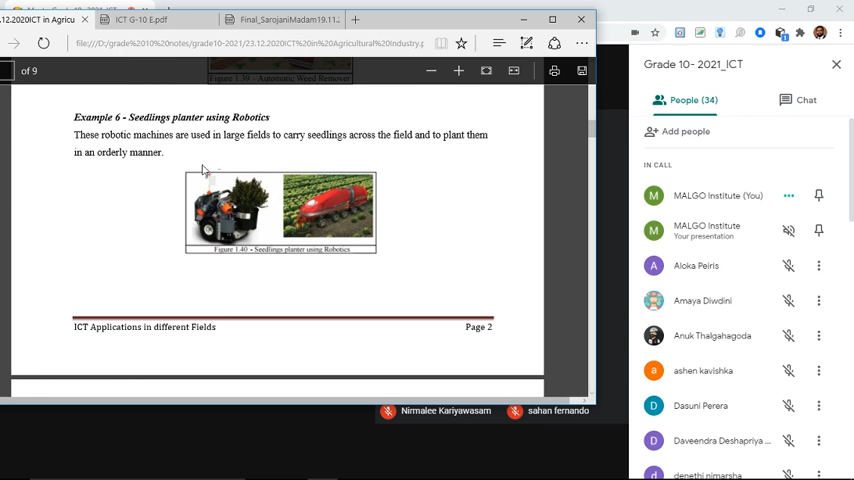 12.2020ICT in Agricu
ICT G-10 E.pdf
Final_SarojaniMadam19.11.2
file:///D:/grade%2010%20notes/grade10-2021/23.12.2020ICT%20in%20Agricultural%20Industry.p
of 9
Figure 1.39 - Automatic Weed Remover
Example 6 - Seedlings planter using Robotics
These robotic machines are used in large fields to carry seedlings across the field and to plant them
in an orderly manner.
Figure 1.40 - Seedlings planter using Robotics
ICT Applications in different Fields
Page 2
Nirmalee Kariyawasam
sahan fernando
Grade 10- 2021_ICT
People (34)
Chat
Add people
IN CALL
M
MALGO Institute (You)
M
MALGO Institute
Your presentation
A
Aloka Peiris
Amaya Diwdini
Anuk Thalgahagoda
a
ashen kavishka
D
Dasuni Perera
D
Daveendra Deshapriya ...
d
denethi nimarsha